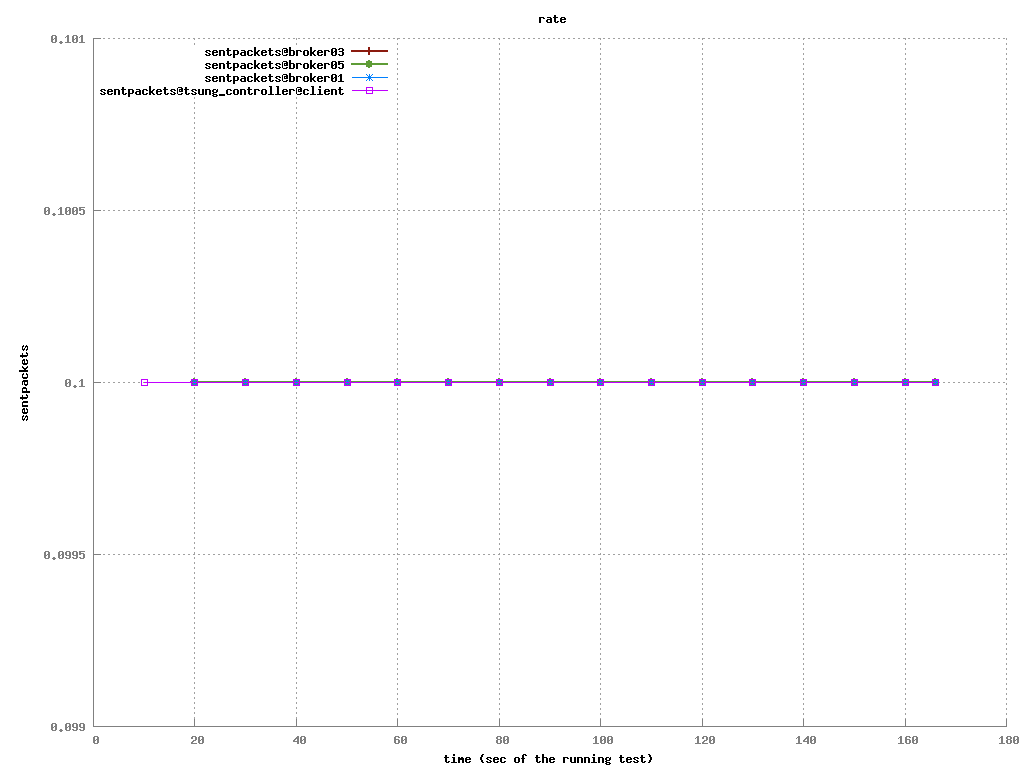 rate
0.101
sentpackets@broker03
sentpackets@broker05
sentpackets@broker01
sentpackets@tsung_controller@client
0.1005
sentpackets
0.1
0.0995
0.099
0 20 40 60 80 100 120 140 160 180
time (sec of the running test)